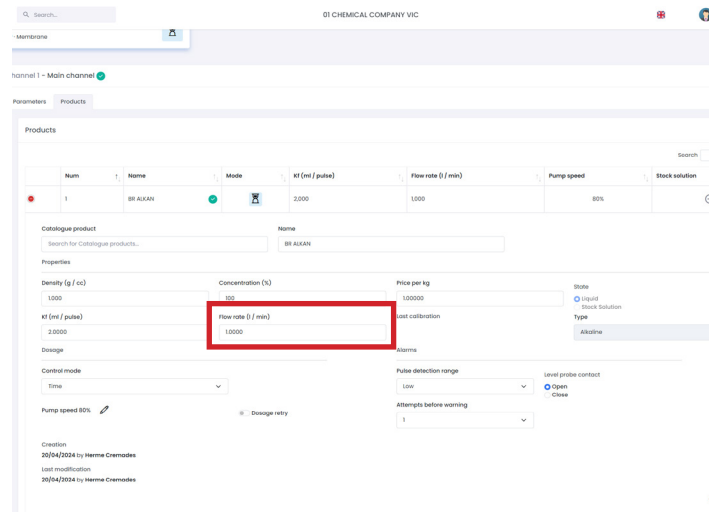 Search...
01 CHEMICAL COMPANY VIC
- Membrane
hannel 1 - Main channel
Parameters Products
Products
Search
Num Name Mode Kf (ml / pulse) Flow rate (l / min) Pump speed Stock solution
1 BR ALKAN 2,000 1,000 80%
Catalogue product Name
Search for Catalogue products... BR ALKAN
Properties
Density (g / cc) Concentration (%) Price per kg State
1.000 100 1.00000 Liquid
Stock Solution
Kf (ml / pulse) Flow rate (l / min) Last calibration Type
2.0000 1.0000 Alkaline
Dosage Alarms
Control mode Pulse detection range Level probe contact
Time Low Open
Close
Pump speed 80% Dosage retry Attempts before warning
1
Creation
20/04/2024 by Herme Cremades
Last modification
20/04/2024 by Herme Cremades